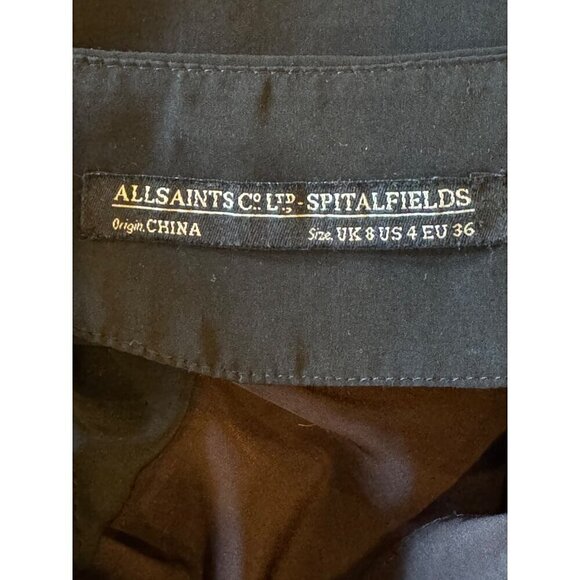 ALLSAINTS Cº. LTD-SPITALFIELDS
Origin. CHINA Size. UK 8 US 4 EU 36